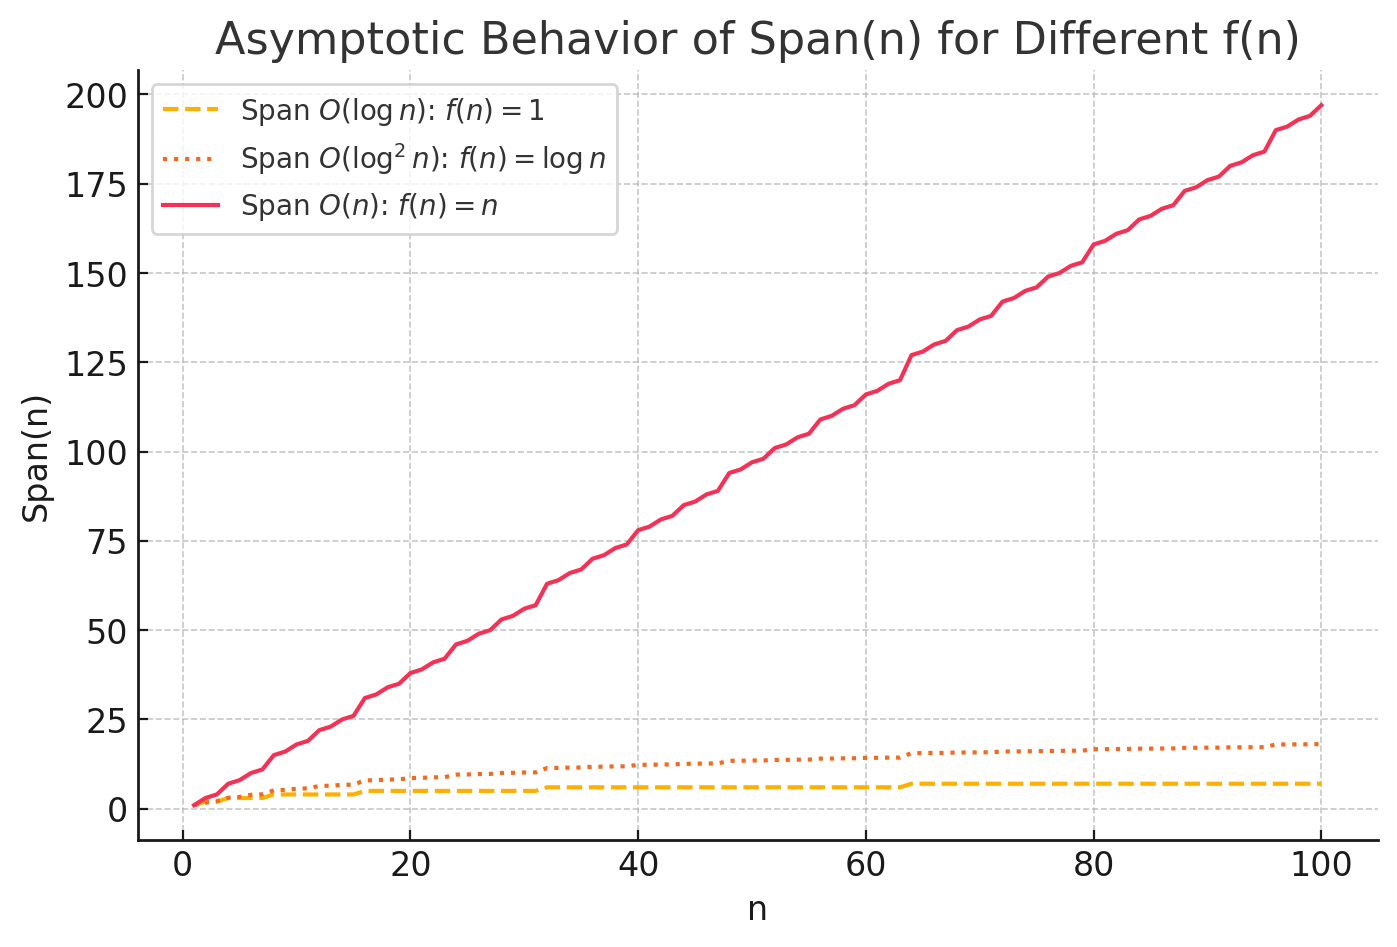 Asymptotic Behavior of Span(n) for Different f(n)
Span O(log n): f(n) = 1
Span O(log² n): f(n) = log n
Span O(n): f(n) = n
Span(n)
200
175
150
125
100
75
50
25
0
0 20 40 60 80 100
n